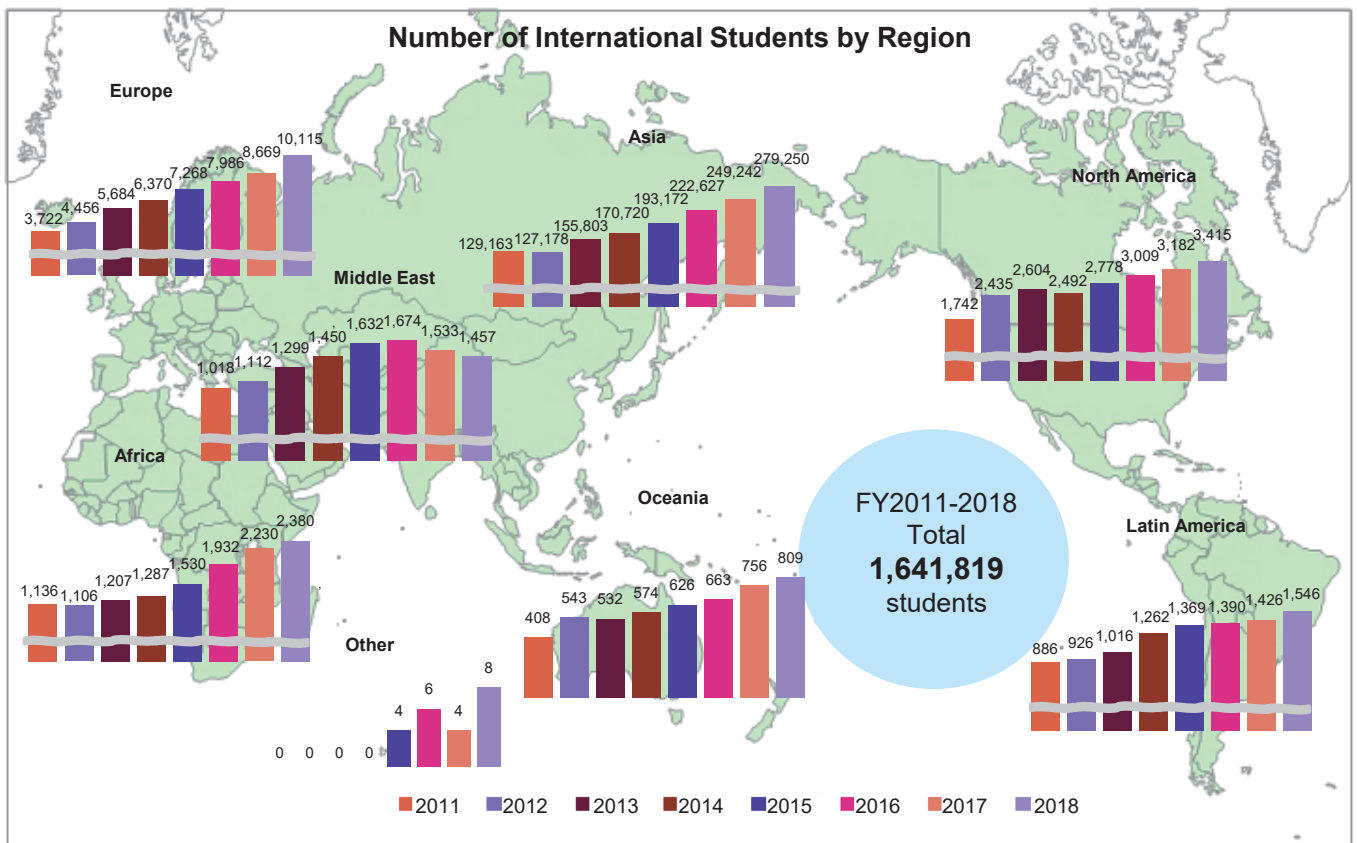 Number of International Students by Region
Europe
3,722 4,456 5,684 6,370 7,268 7,986 8,669 10,115
Asia
129,163 127,178 155,803 170,720 193,172 222,627 249,242 279,250
North America
1,742 2,435 2,604 2,492 2,778 3,009 3,182 3,415
Middle East
1,018 1,112 1,299 1,450 1,632 1,674 1,533 1,457
Africa
1,136 1,106 1,207 1,287 1,530 1,932 2,230 2,380
Oceania
408 543 532 574 626 663 756 809
FY2011-2018
Total
1,641,819
students
Latin America
886 926 1,016 1,262 1,369 1,390 1,426 1,546
Other
0 0 0 0 4 6 4 8
2011 2012 2013 2014 2015 2016 2017 2018